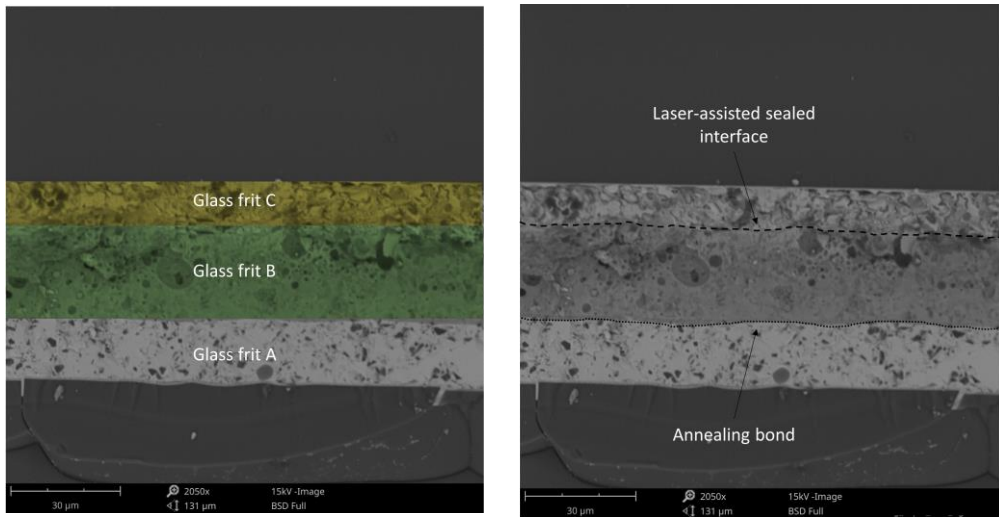 Glass frit C
Glass frit B
Glass frit A
30 µm
2050x
131 µm
15kV -Image
BSD Full
Laser-assisted sealed
interface
Annealing bond
30 µm
2050x
131 µm
15kV -Image
BSD Full